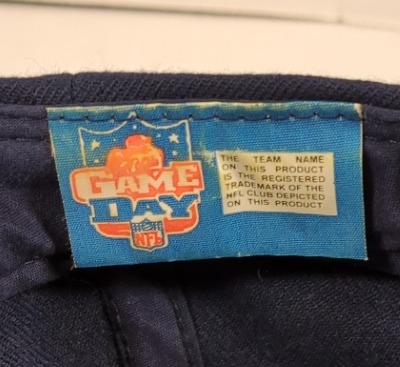 GAME
DAY
NFL
THE TEAM NAME
ON THIS PRODUCT
IS THE REGISTERED
TRADEMARK OF THE
NFL CLUB DEPICTED
ON THIS PRODUCT